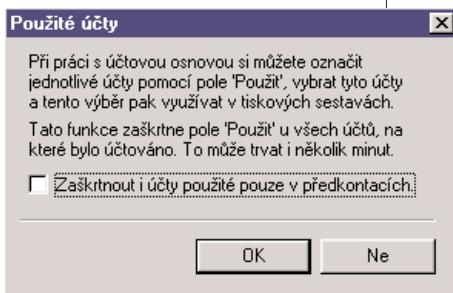 Použité účty
Při práci s účtovou osnovou si můžete označit
jednotlivé účty pomocí pole 'Použit', vybrat tyto účty
a tento výběr pak využívat v tiskových sestavách.
Tato funkce zaškrtne pole 'Použit' u všech účtů, na
které bylo účtováno. To může trvat i několik minut.
Zaškrtnout i účty použité pouze v předkontacích.
OK
Ne